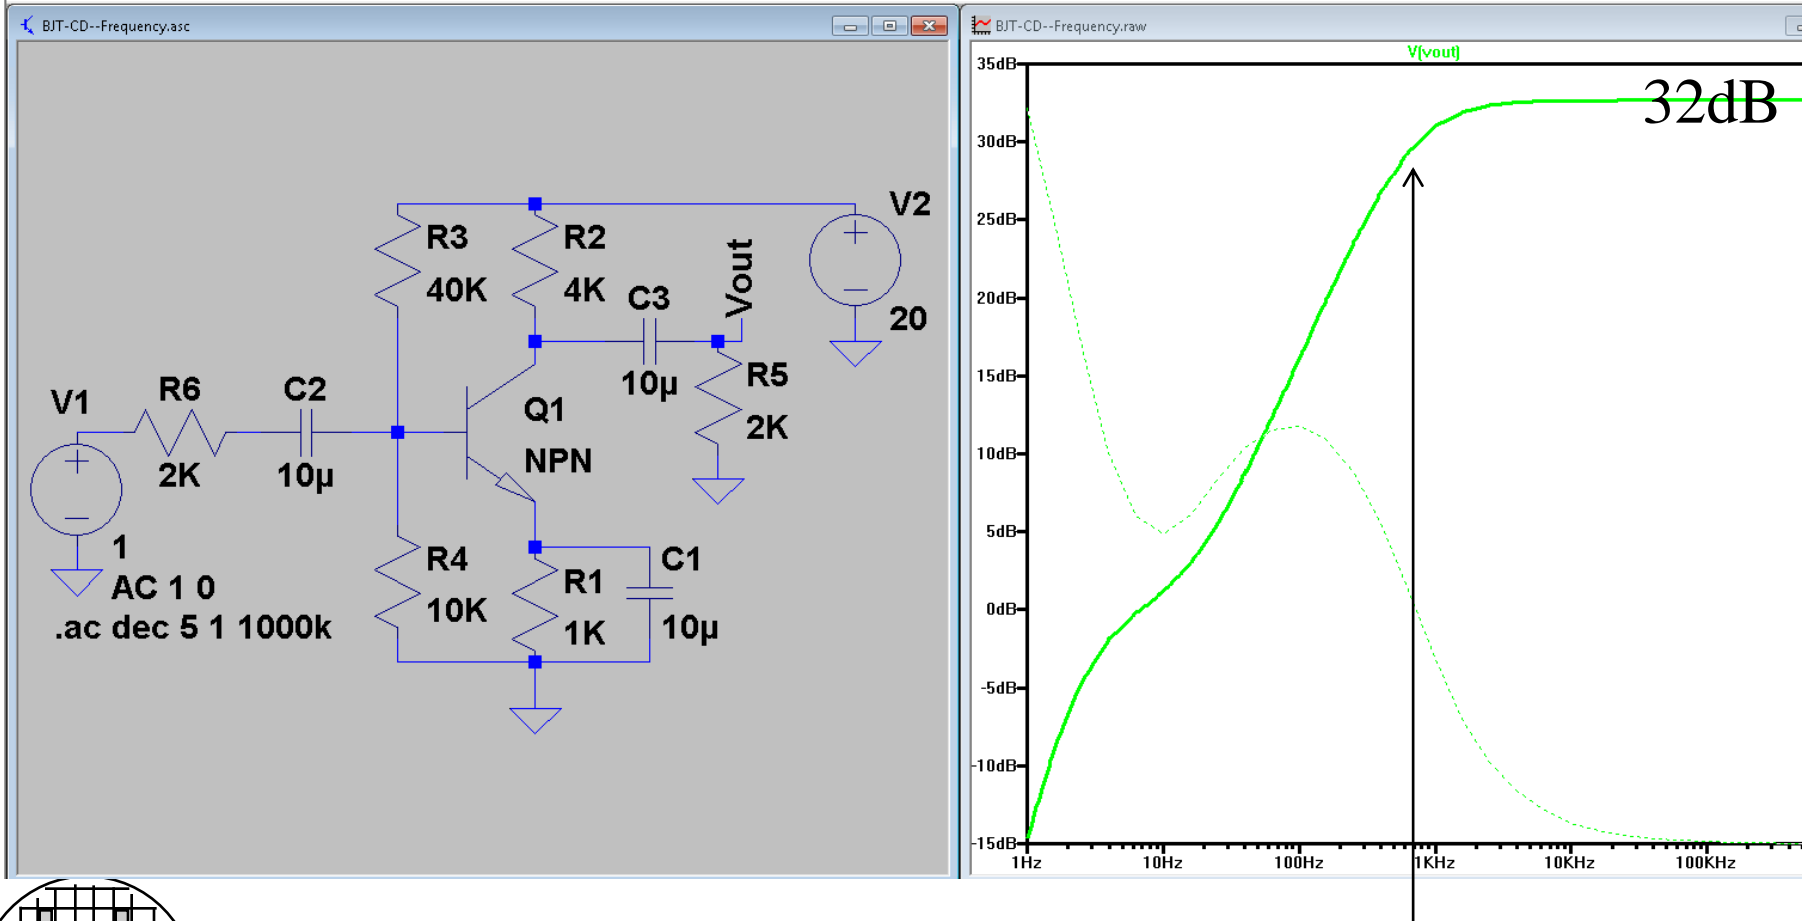 BJT-CD--Frequency.asc
V2
R3
R2
40K
4K
C3
Vout
20
10µ
R5
2K
V1
R6
C2
2K
10µ
Q1
NPN
1
AC 1 0
.ac dec 5 1 1000k
R4
10K
R1
1K
C1
10µ
BJT-CD--Frequency.raw
V(vout)
32dB
35dB
30dB
25dB
20dB
15dB
10dB
5dB
0dB
-5dB
-10dB
-15dB
1Hz 10Hz 100Hz 1KHz 10KHz 100KHz